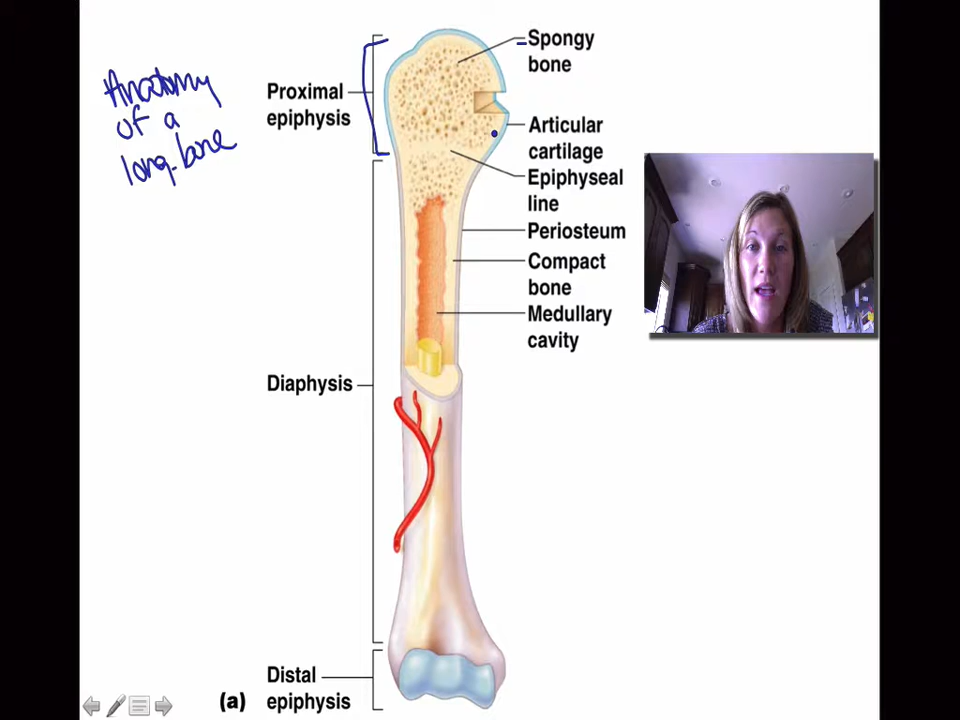 Anatomy
of a
long bone
Proximal
epiphysis
Diaphysis
Distal
epiphysis
(a)
Spongy
bone
Articular
cartilage
Epiphyseal
line
Periosteum
Compact
bone
Medullary
cavity